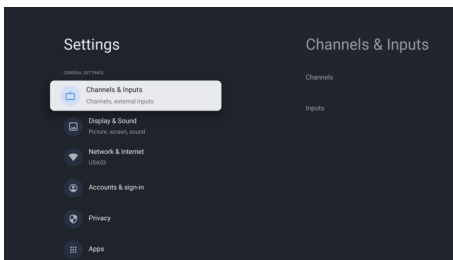 Settings
GENERAL SETTINGS
Channels & Inputs
Channels, external inputs
Display & Sound
Picture, screen, sound
Network & Internet
USA03
Accounts & sign-in
Privacy
Apps
Channels & Inputs
Channels
Inputs